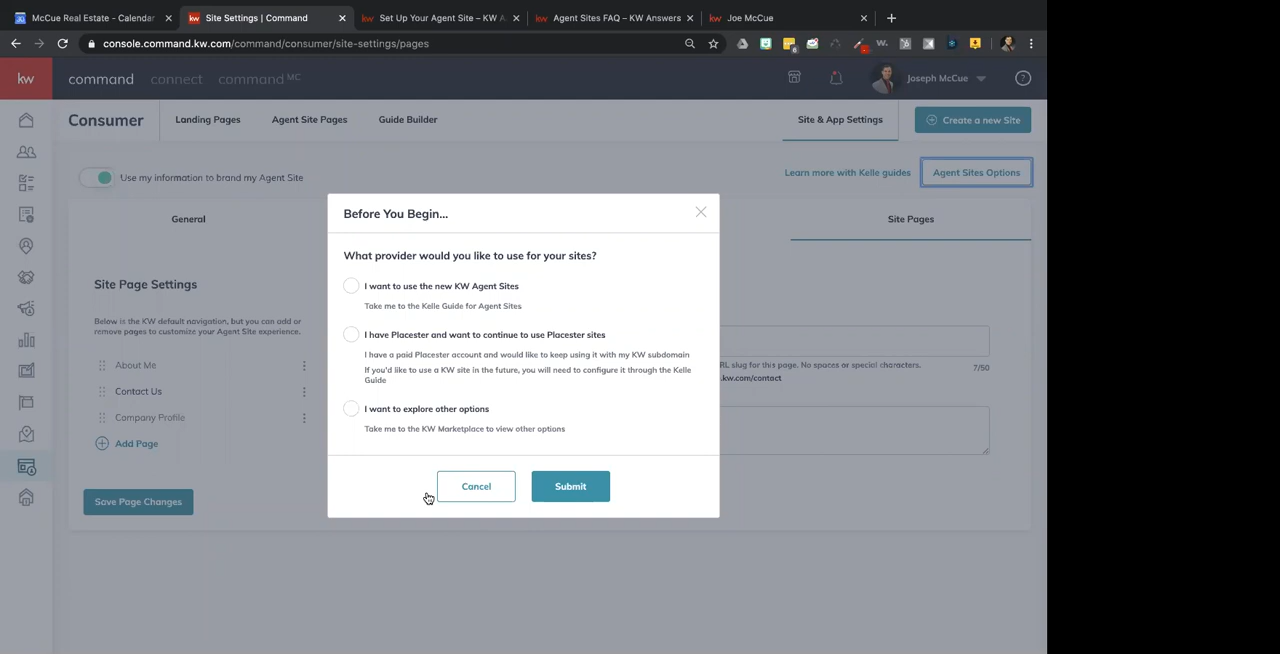 McCue Real Estate - Calendar
Site Settings | Command
Set Up Your Agent Site – KW A
Agent Sites FAQ – KW Answers
Joe McCue
console.command.kw.com/command/consumer/site-settings/pages
kw
command
connect
command MC
Joseph McCue
Consumer
Landing Pages
Agent Site Pages
Guide Builder
Site & App Settings
Create a new Site
Use my information to brand my Agent Site
Learn more with Kelle guides
Agent Sites Options
General
Site Pages
Before You Begin...
What provider would you like to use for your sites?
I want to use the new KW Agent Sites
Take me to the Kelle Guide for Agent Sites
I have Placester and want to continue to use Placester sites
I have a paid Placester account and would like to keep using it with my KW subdomain
If you'd like to use a KW site in the future, you will need to configure it through the Kelle
Guide
I want to explore other options
Take me to the KW Marketplace to view other options
Cancel
Submit
Site Page Settings
Below is the KW default navigation, but you can add or
remove pages to customize your Agent Site experience.
About Me
Contact Us
Company Profile
Add Page
Save Page Changes
RL slug for this page. No spaces or special characters.
7/50
.kw.com/contact